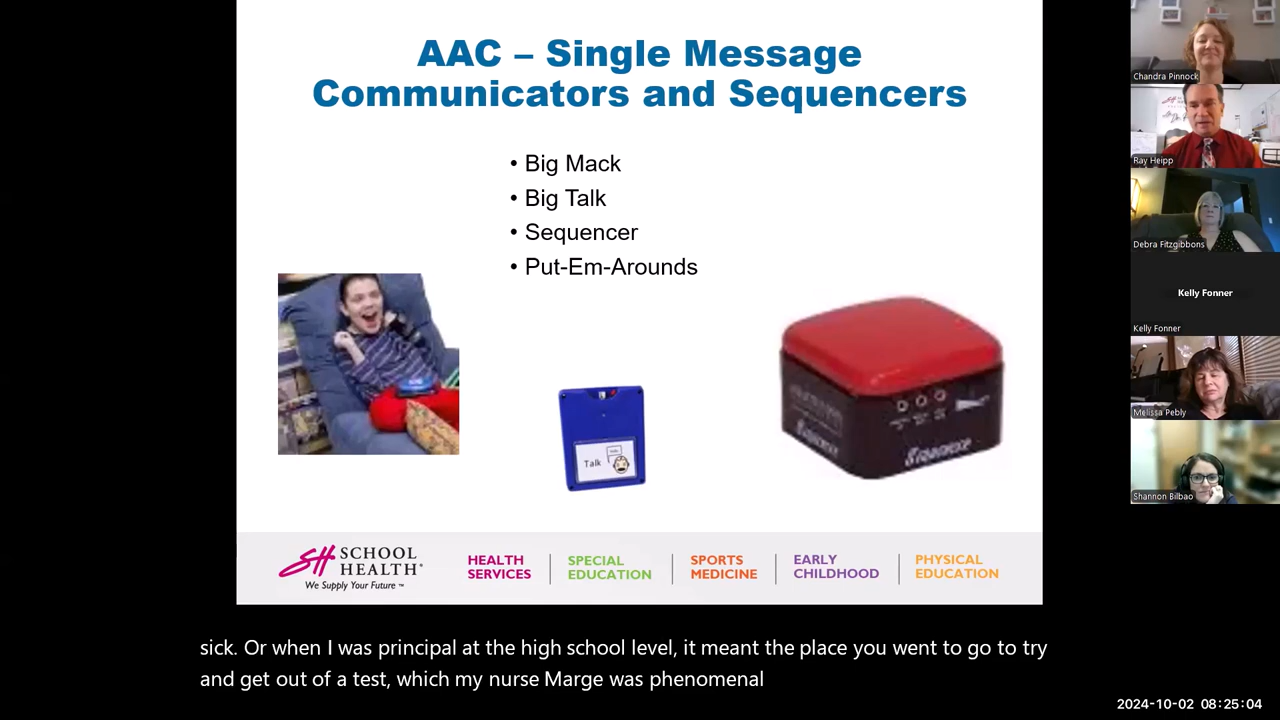 AAC – Single Message
Communicators and Sequencers
• Big Mack
• Big Talk
• Sequencer
• Put-Em-Arounds
Talk
SH SCHOOL
HEALTH®
We Supply Your Future ™
HEALTH
SERVICES
SPECIAL
EDUCATION
SPORTS
MEDICINE
EARLY
CHILDHOOD
PHYSICAL
EDUCATION
Chandra Pinnock
Ray Heipp
Debra Fitzgibbons
Kelly Fonner
Kelly Fonner
Melissa Pebly
Shannon Bilbao
sick. Or when I was principal at the high school level, it meant the place you went to go to try
and get out of a test, which my nurse Marge was phenomenal
2024-10-02 08:25:04